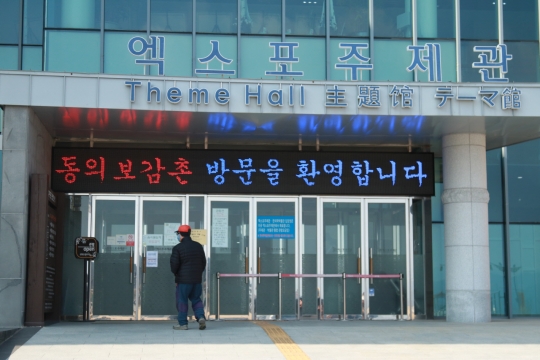 엑스포주제관
Theme Hall 主題館 テーマ館
동의보감촌 방문을 환영합니다